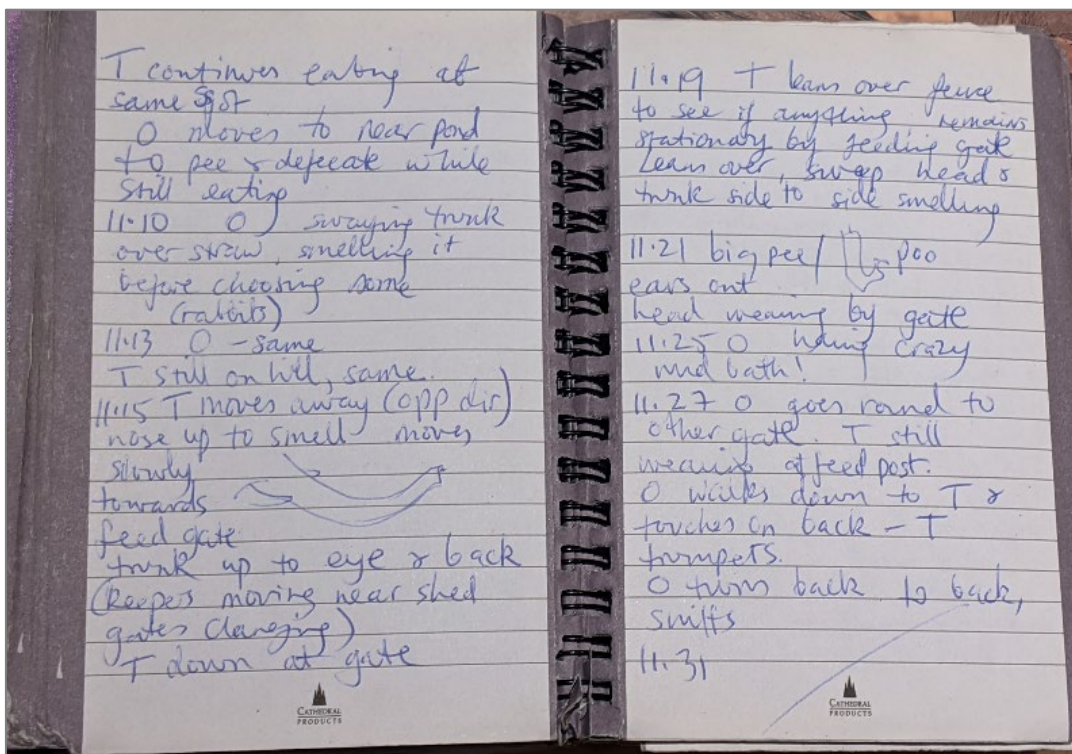 T continues eating at
same spot
O moves to near pond
to pee & defecate while
still eating
11.10 O swaying trunk
over straw, smelling it
before choosing some
(rabbits)
11.13 O - same
T still on hill, same.
11.15 T moves away (opp dir)
nose up to smell moves
slowly
towards
feed gate
trunk up to eye & back
(keepers moving near shed
gates clanging)
T down at gate
CATHEDRAL
PRODUCTS
11.19 T leans over fence
to see if anything remains
stationary by feeding gate
Leans over, sweep head &
trunk side to side smelling
11.21 big pee / poo
ears out
head weaving by gate
11.25 O having crazy
mud bath!
11.27 O goes round to
other gate. T still
weaving at feed post.
O walks down to T &
touches on back - T
trumpets.
O turns back to back,
sniffs
11.31
CATHEDRAL
PRODUCTS